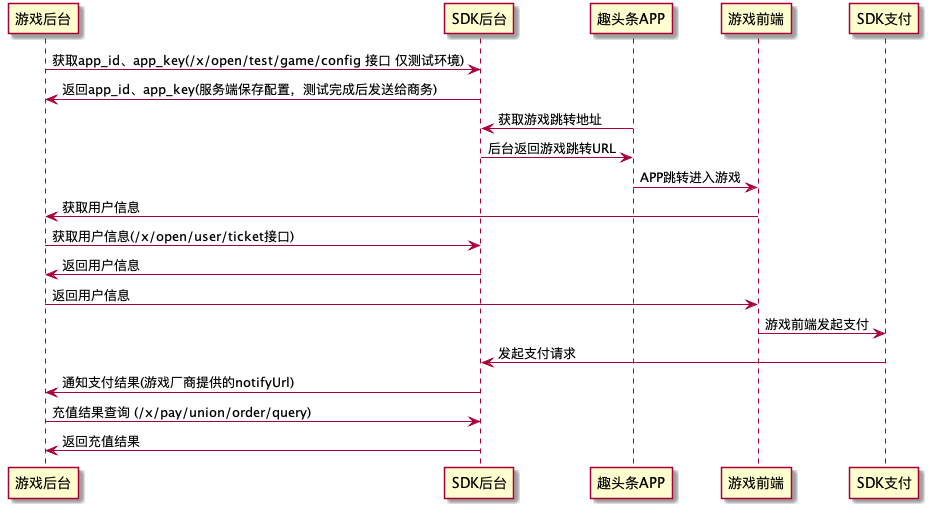 游戏后台 SDK后台 趣头条APP 游戏前端 SDK支付
获取app_id、app_key(/x/open/test/game/config 接口 仅测试环境)
返回app_id、app_key(服务端保存配置，测试完成后发送给商务)
获取游戏跳转地址
后台返回游戏跳转URL
APP跳转进入游戏
获取用户信息
获取用户信息(/x/open/user/ticket接口)
返回用户信息
返回用户信息
游戏前端发起支付
发起支付请求
通知支付结果(游戏厂商提供的notifyUrl)
充值结果查询 (/x/pay/union/order/query)
返回充值结果
游戏后台 SDK后台 趣头条APP 游戏前端 SDK支付